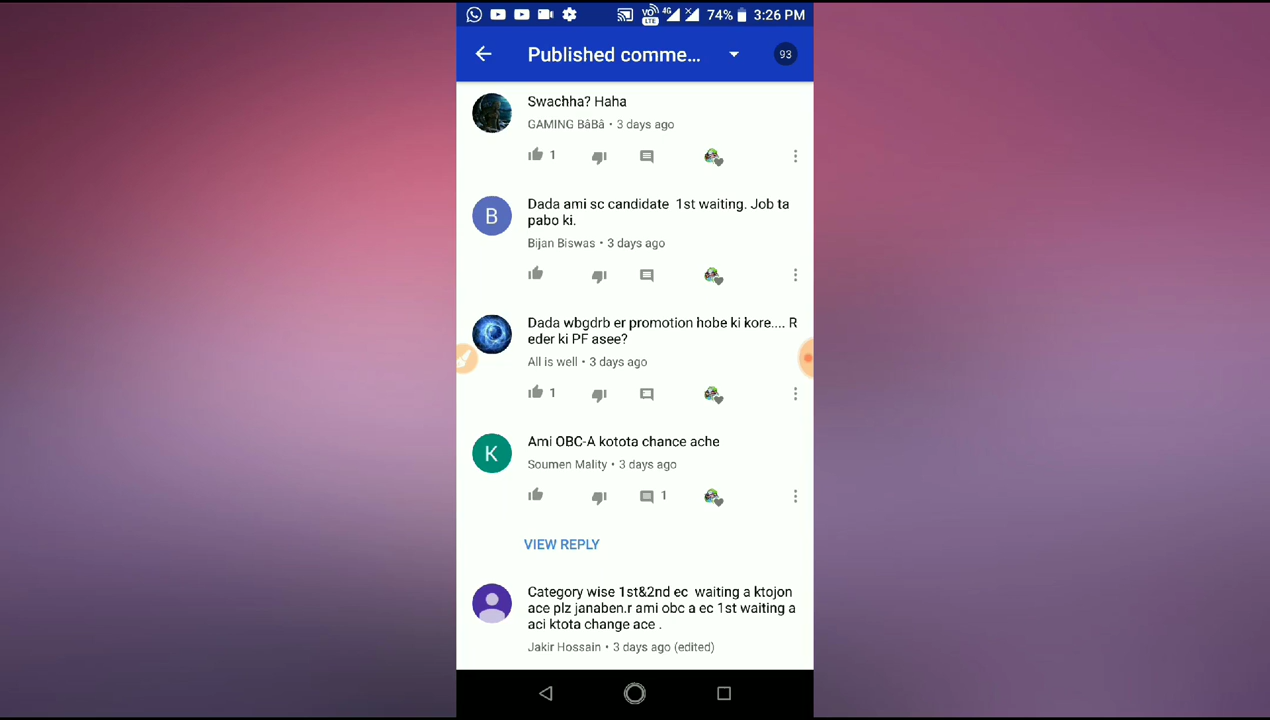 VO 4G 74% 3:26 PM
LTE
Published comme... 93
Swachha? Haha
GAMING BâBâ • 3 days ago
1
B
Dada ami sc candidate 1st waiting. Job ta
pabo ki.
Bijan Biswas • 3 days ago
Dada wbgdrb er promotion hobe ki kore.... R
eder ki PF asee?
All is well • 3 days ago
1
K
Ami OBC-A kotota chance ache
Soumen Mality • 3 days ago
1
VIEW REPLY
Category wise 1st&2nd ec waiting a ktojon
ace plz janaben.r ami obc a ec 1st waiting a
aci ktota change ace .
Jakir Hossain • 3 days ago (edited)